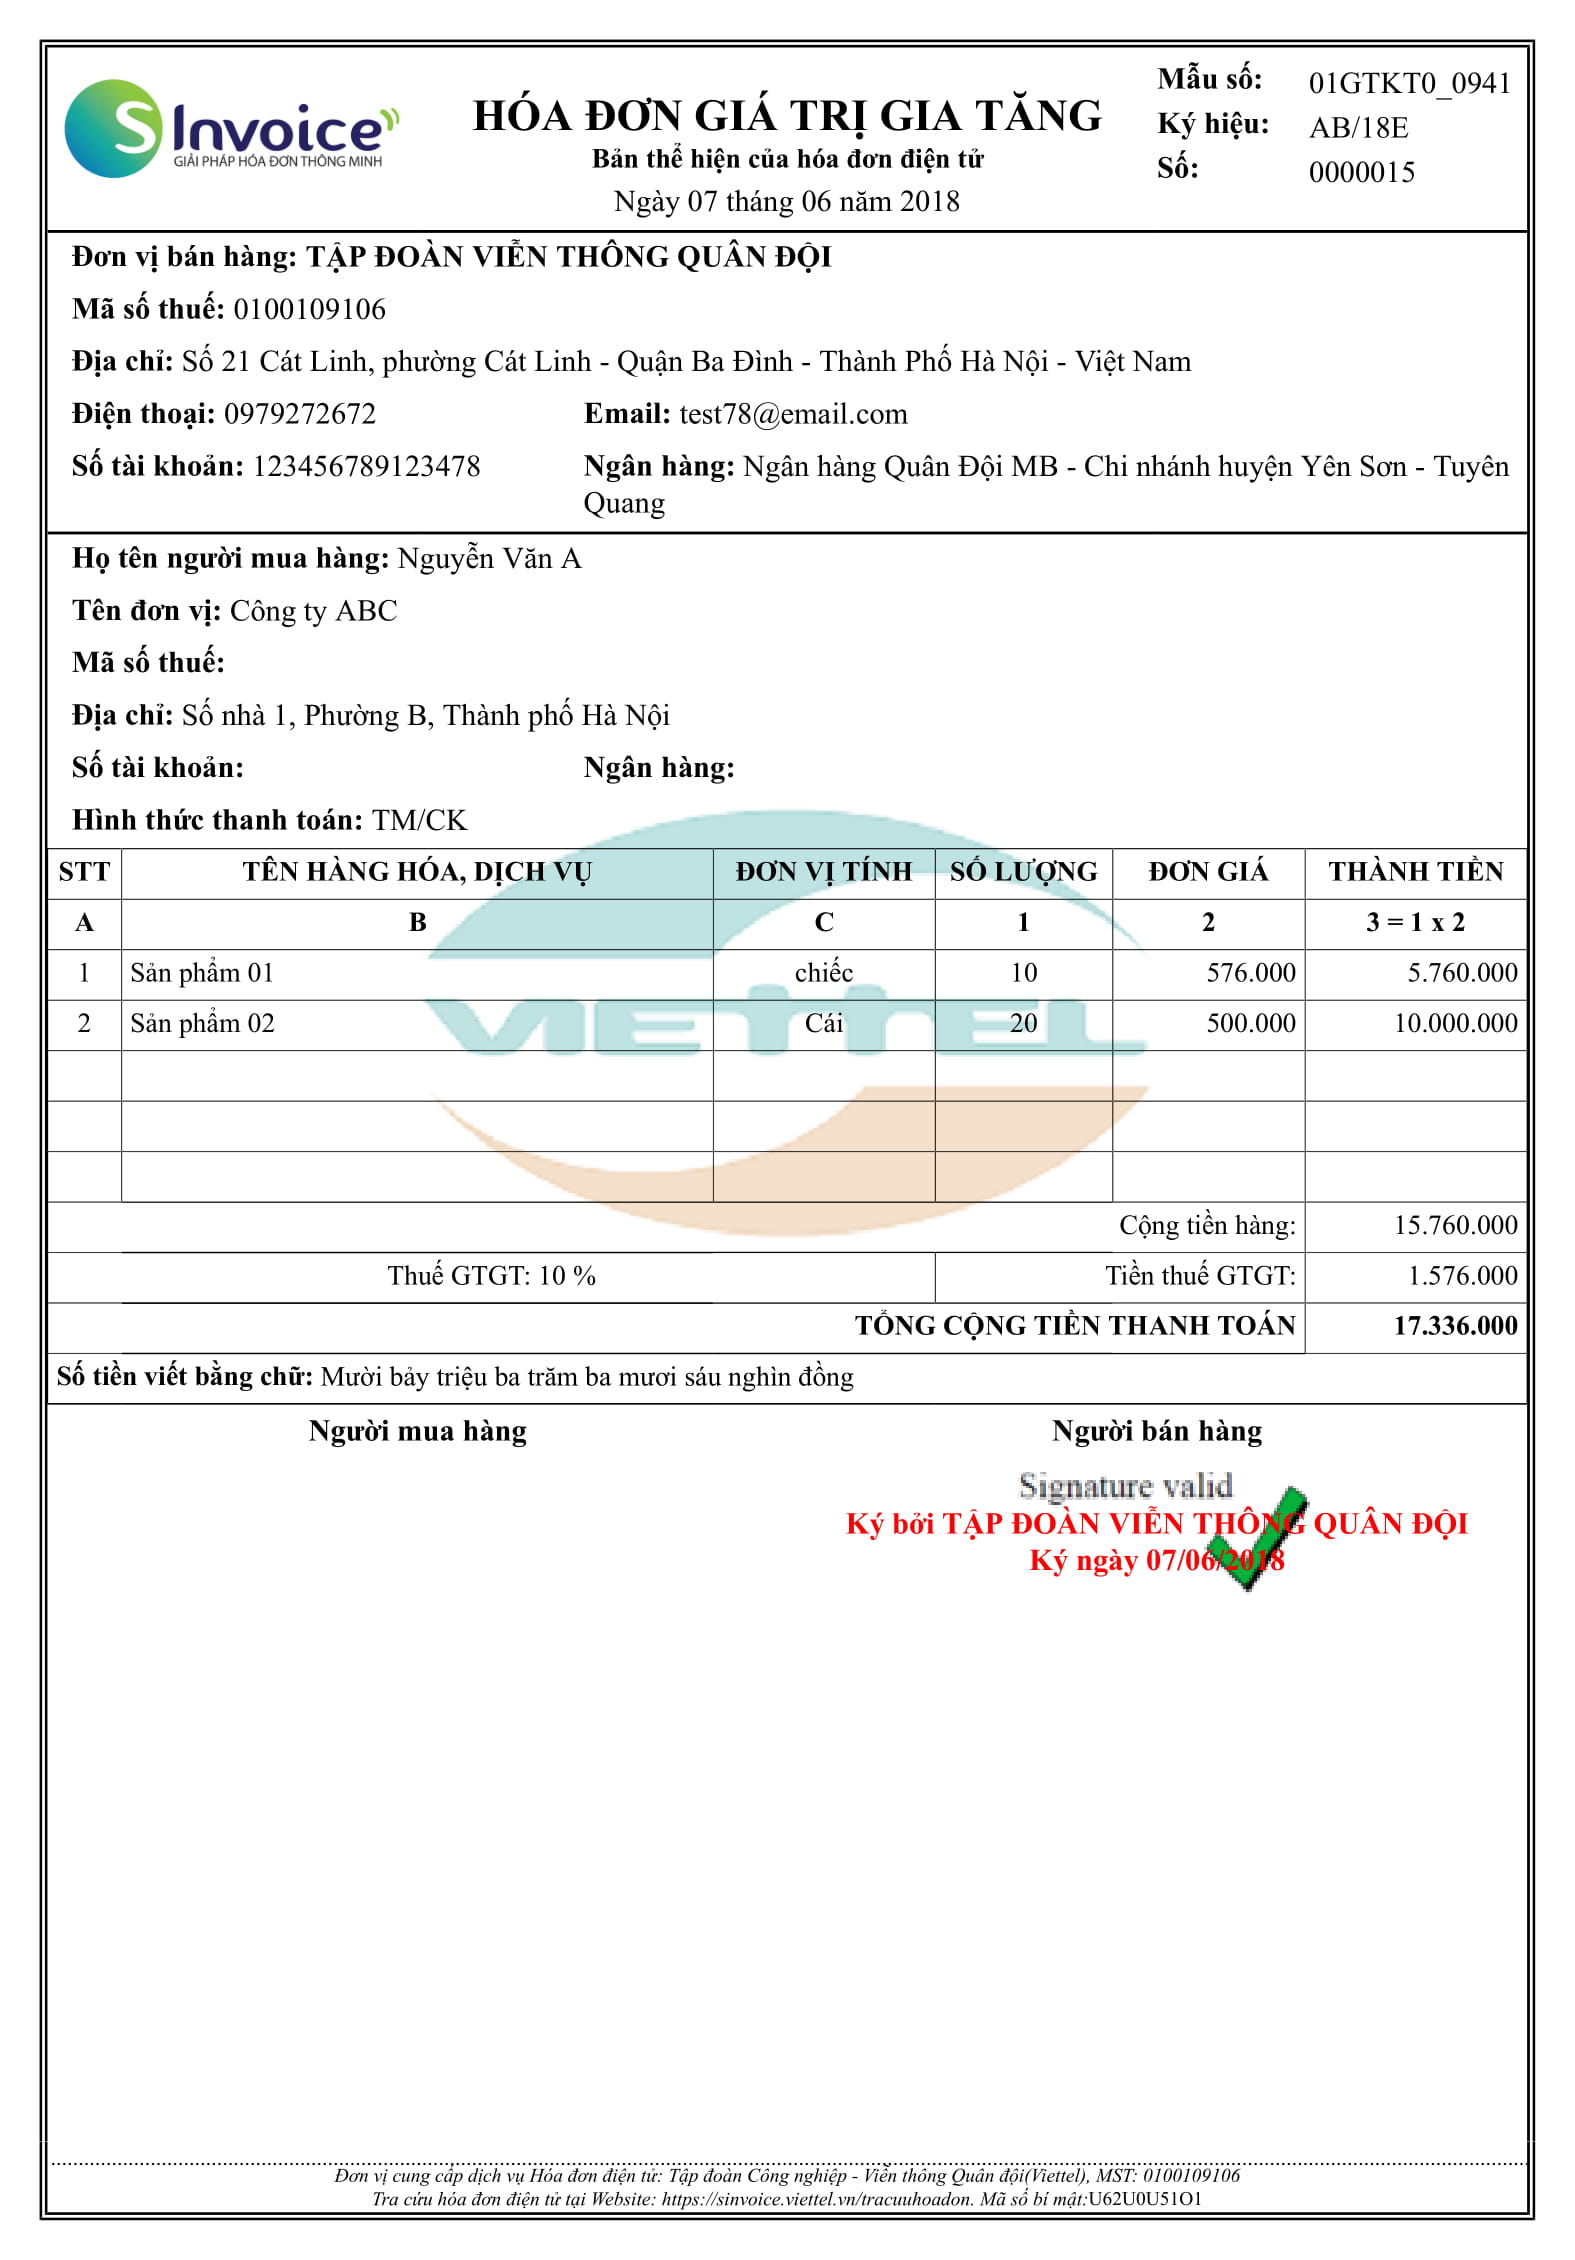 S Invoice
GIẢI PHÁP HÓA ĐƠN THÔNG MINH
HÓA ĐƠN GIÁ TRỊ GIA TĂNG
Bản thể hiện của hóa đơn điện tử
Ngày 07 tháng 06 năm 2018
Mẫu số: 01GTKT0_0941
Ký hiệu: AB/18E
Số: 0000015
Đơn vị bán hàng: TẬP ĐOÀN VIỄN THÔNG QUÂN ĐỘI
Mã số thuế: 0100109106
Địa chỉ: Số 21 Cát Linh, phường Cát Linh - Quận Ba Đình - Thành Phố Hà Nội - Việt Nam
Điện thoại: 0979272672 Email: test78@email.com
Số tài khoản: 123456789123478 Ngân hàng: Ngân hàng Quân Đội MB - Chi nhánh huyện Yên Sơn - Tuyên
Quang
Họ tên người mua hàng: Nguyễn Văn A
Tên đơn vị: Công ty ABC
Mã số thuế:
Địa chỉ: Số nhà 1, Phường B, Thành phố Hà Nội
Số tài khoản: Ngân hàng:
Hình thức thanh toán: TM/CK
STT TÊN HÀNG HÓA, DỊCH VỤ ĐƠN VỊ TÍNH SỐ LƯỢNG ĐƠN GIÁ THÀNH TIỀN
A B C 1 2 3 = 1 x 2
1 Sản phẩm 01 chiếc 10 576.000 5.760.000
2 Sản phẩm 02 Cái 20 500.000 10.000.000
VIETTEL
Cộng tiền hàng: 15.760.000
Thuế GTGT: 10 % Tiền thuế GTGT: 1.576.000
TỔNG CỘNG TIỀN THANH TOÁN 17.336.000
Số tiền viết bằng chữ: Mười bảy triệu ba trăm ba mươi sáu nghìn đồng
Người mua hàng Người bán hàng
Signature valid
Ký bởi TẬP ĐOÀN VIỄN THÔNG QUÂN ĐỘI
Ký ngày 07/06/2018
Đơn vị cung cấp dịch vụ Hóa đơn điện tử: Tập đoàn Công nghiệp - Viễn thông Quân đội(Viettel), MST: 0100109106
Tra cứu hóa đơn điện tử tại Website: https://sinvoice.viettel.vn/tracuuhoadon. Mã số bí mật:U62U0U51O1